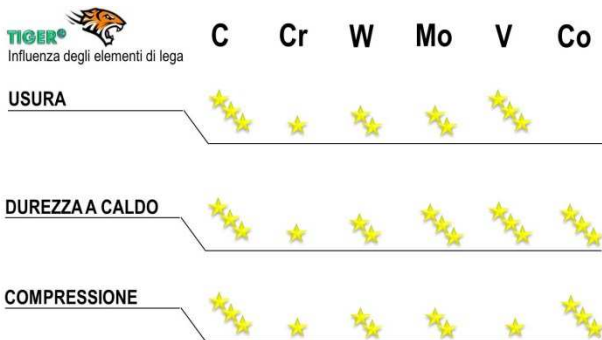 TIGER®
Influenza degli elementi di lega
C Cr W Mo V Co
USURA
DUREZZA A CALDO
COMPRESSIONE